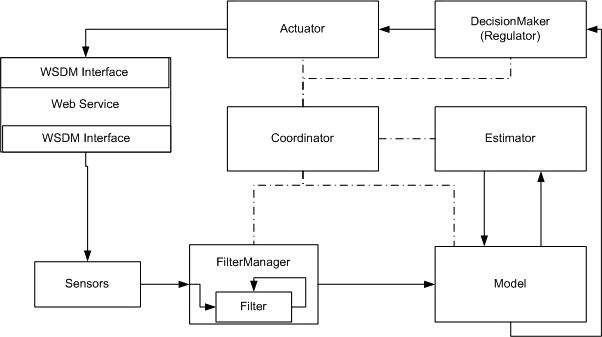 Actuator
DecisionMaker
(Regulator)
WSDM Interface
Web Service
WSDM Interface
Coordinator
Estimator
FilterManager
Filter
Sensors
Model